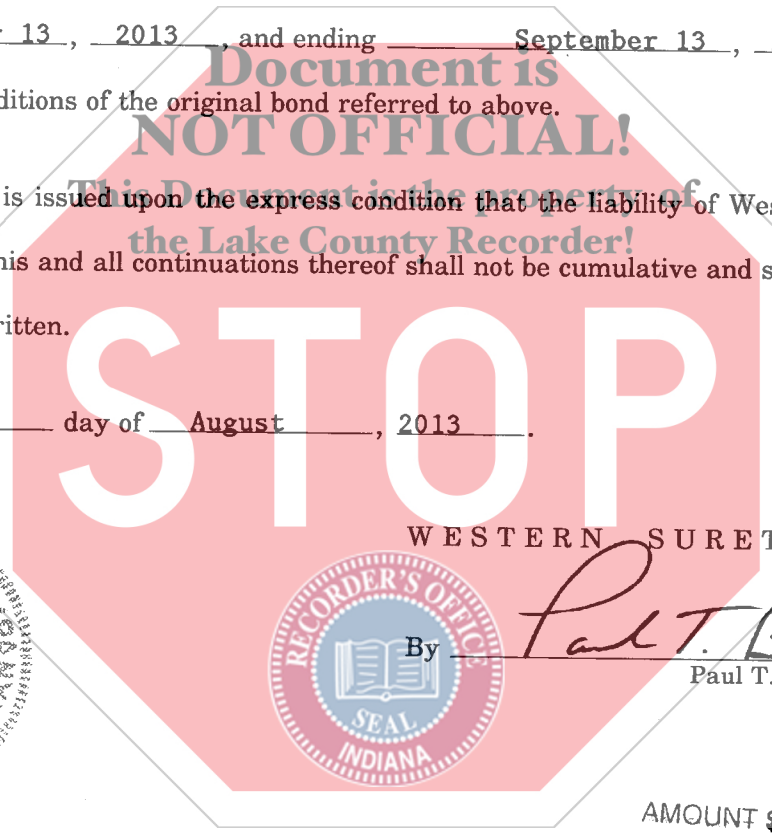 13, 2013, and ending September 13,
Document is
ditions of the original bond referred to above.
NOT OFFICIAL!
This Document is the property of
is issued upon the express condition that the liability of Wes
the Lake County Recorder!
his and all continuations thereof shall not be cumulative and s
ritten.
STOP
day of August, 2013.
WESTERN SURET
RECORDER'S OFFICE
SEAL
INDIANA
By Paul T.
Paul T.
AMOUNT $